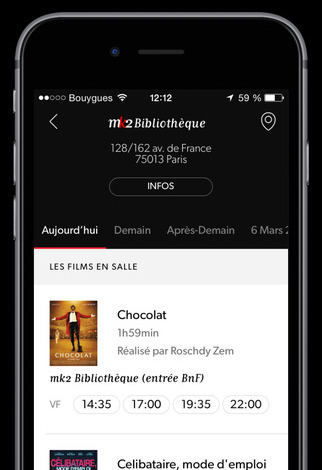 Bouygues 12:12 59 %
mk2 Bibliothèque
128/162 av. de France
75013 Paris
INFOS
Aujourd'hui Demain Après-Demain 6 Mars 2
LES FILMS EN SALLE
Chocolat
1h59min
Réalisé par Roschdy Zem
CHOCOLAT
mk2 Bibliothèque (entrée BnF)
VF 14:35 17:00 19:35 22:00
Celibataire, mode d'emploi
CÉLIBATAIRE,
MODE D'EMPLOI